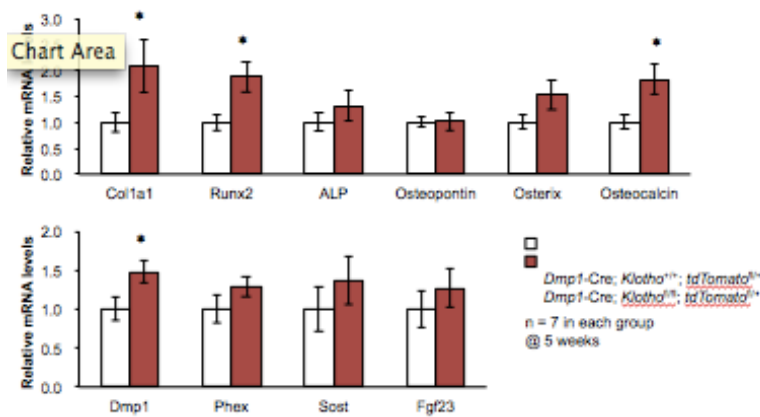 3.0
*
*
*
Chart Area
2.0
1.5
1.0
0.5
0.0
Relative mRNA levels
Col1a1 Runx2 ALP Osteopontin Osterix Osteocalcin
2.0
*
1.5
1.0
0.5
0.0
Relative mRNA levels
Dmp1 Phex Sost Fgf23
Dmp1-Cre; Klotho+/+; tdTomatofl/+
Dmp1-Cre; Klothofl/fl; tdTomatofl/+
n = 7 in each group
@ 5 weeks